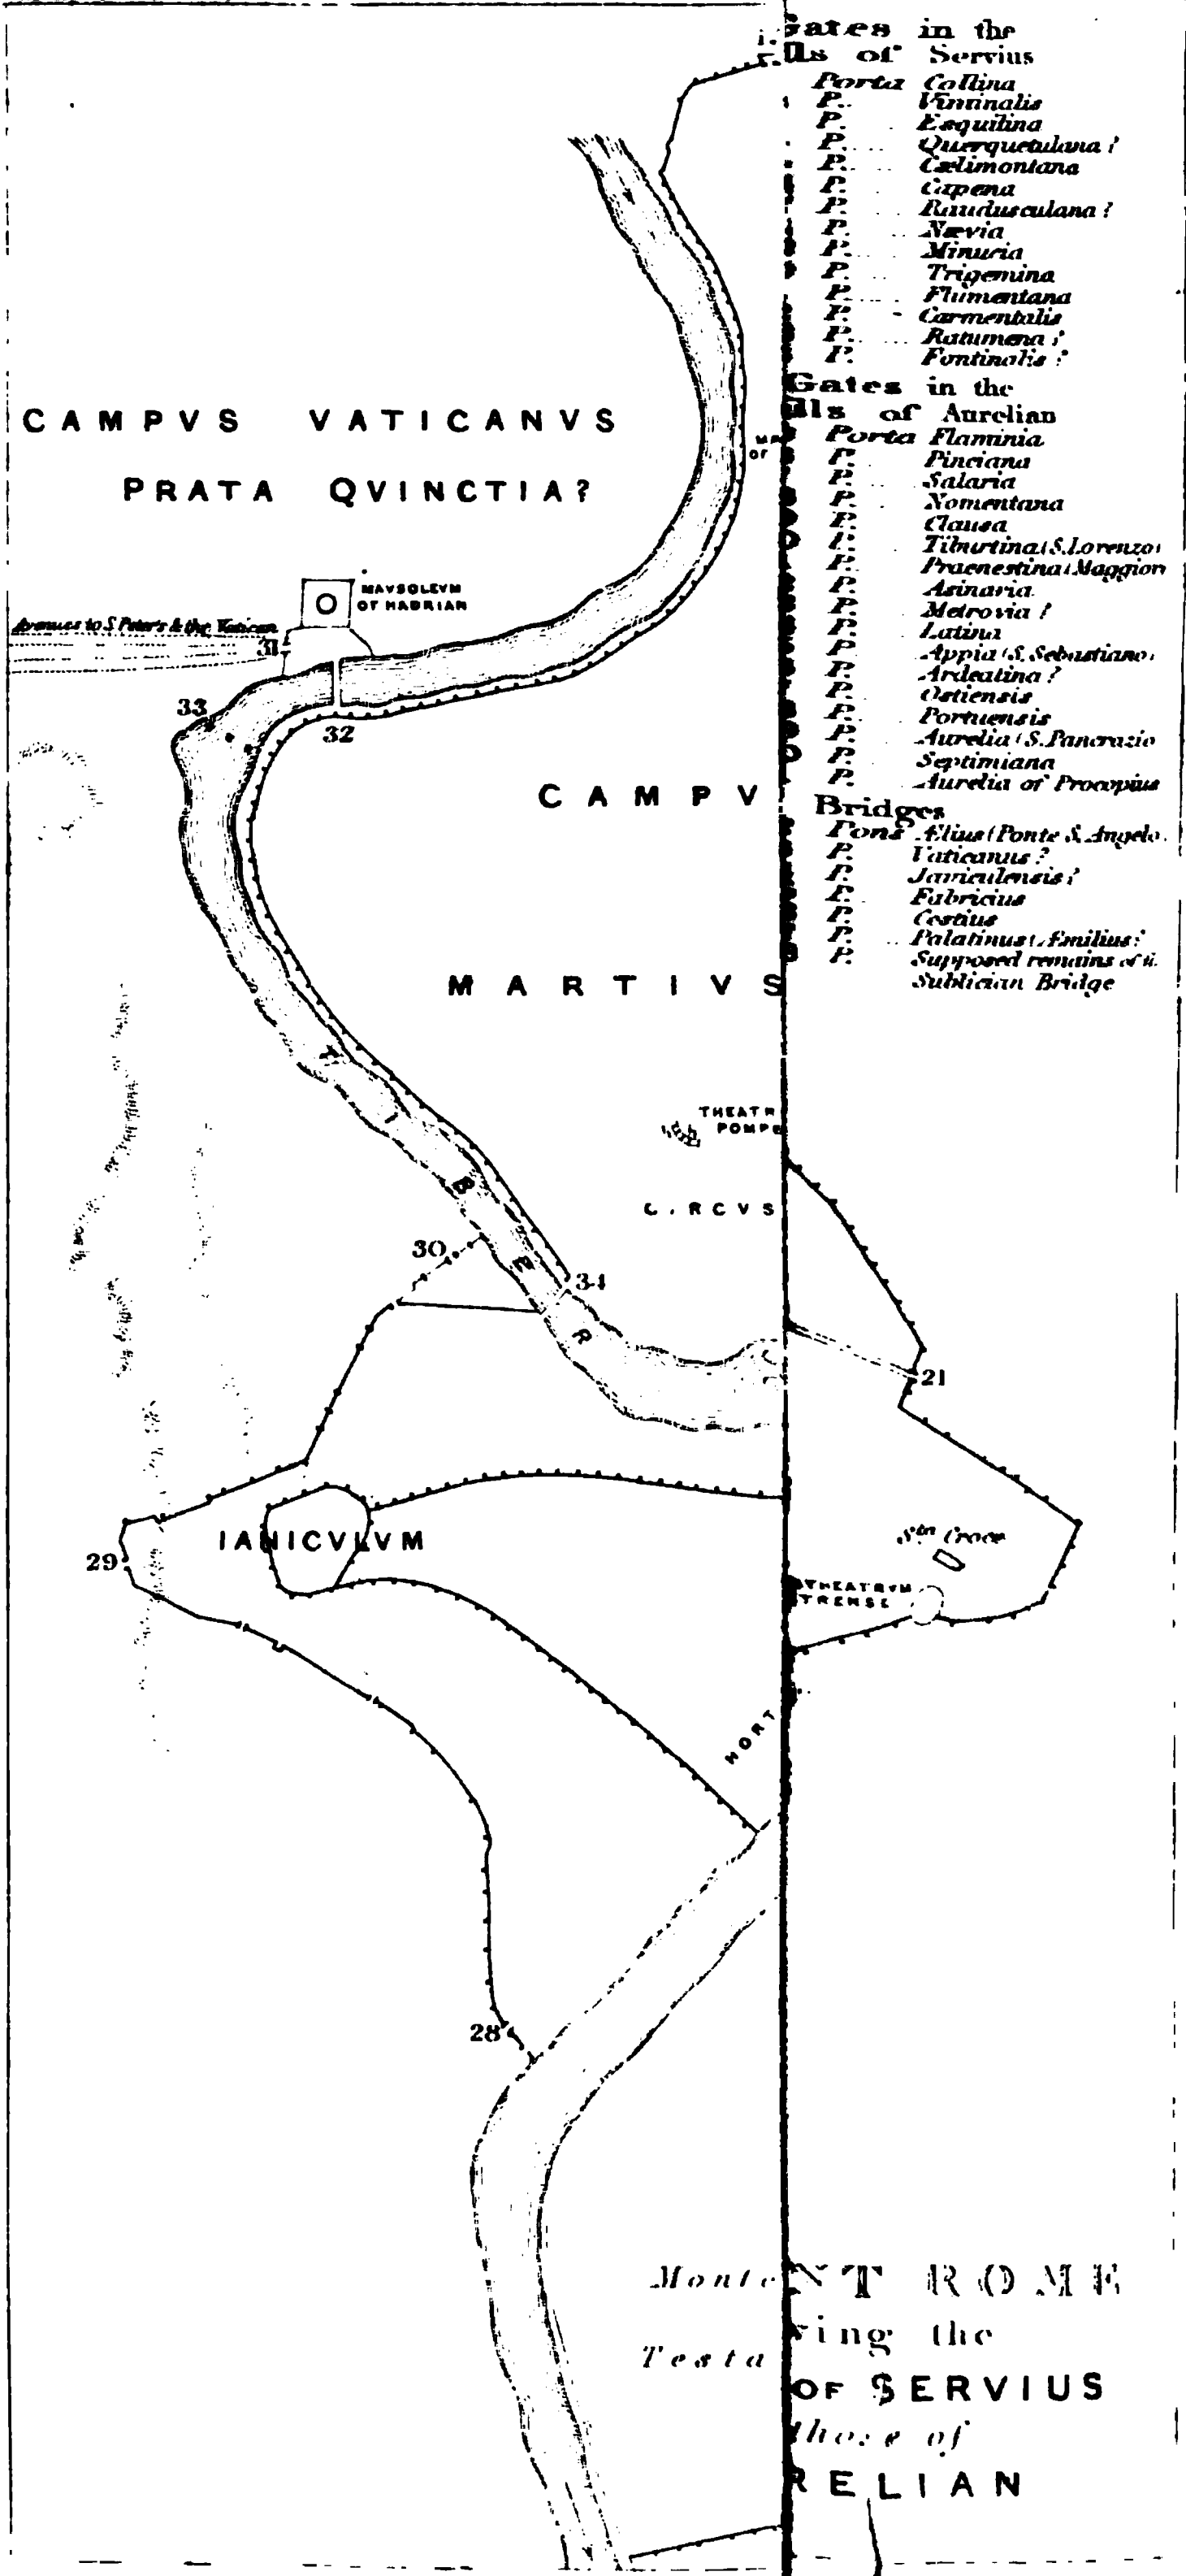 Gates in the
lls of Servius
Porta Collina
P. Viminalis
P. Esquilina
P. Querquetulana?
P. Cælimontana
P. Capena
P. Raudusculana?
P. Nævia
P. Minucia
P. Trigemina
P. Flumentana
P. Carmentalis
P. Ratumena?
P. Fontinalis?
Gates in the
lls of Aurelian
Porta Flaminia
P. Pinciana
P. Salaria
P. Nomentana
P. Clausa
P. Tiburtina (S. Lorenzo)
P. Praenestina (Maggior
P. Asinaria
P. Metrovia?
P. Latina
P. Appia (S. Sebastiano)
P. Ardeatina?
P. Ostiensis
P. Portuensis
P. Aurelia (S. Pancrazio
P. Septimiana
P. Aurelia of Procopius
Bridges
Pons Ælius (Ponte S. Angelo.
P. Vaticanus?
P. Janiculensis?
P. Fabricius
P. Cestius
P. Palatinus (Æmilius?
P. Supposed remains of
Sublician Bridge
CAMPVS VATICANVS
PRATA QVINCTIA?
MAVSOLEVM
OF HADRIAN
Avenues to S. Peter's & the Vatican
31
33
32
CAMPV
MARTIVS
THEATR
POMPE
CIRCVS
TIBER
30
34
21
IANICVLVM
29
Sta Croce
THEATRVM
TRENSE
HORT
28
Monte
Testa
NT ROME
ving the
OF SERVIUS
those of
RELIAN